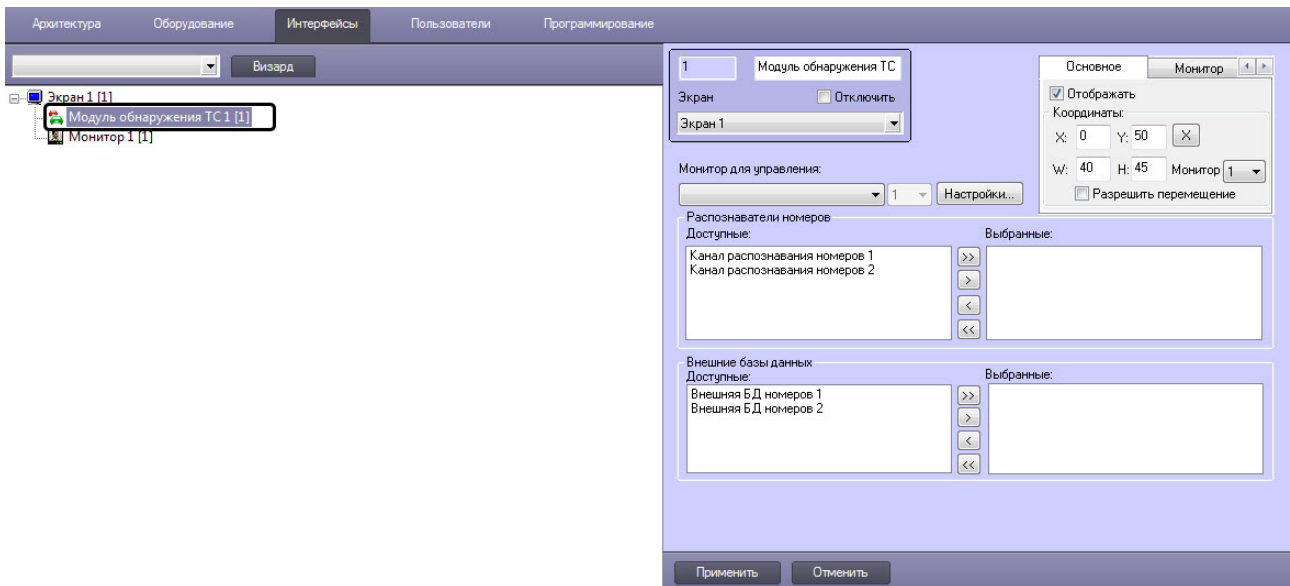 Архитектура Оборудование Интерфейсы Пользователи Программирование
Визард
Экран 1 [1]
Модуль обнаружения ТС 1 [1]
Монитор 1 [1]
1 Модуль обнаружения ТС
Экран Отключить
Экран 1
Основное Монитор
Отображать
Координаты:
X: 0 Y: 50 X
W: 40 H: 45 Монитор 1
Разрешить перемещение
Монитор для управления:
1 Настройки...
Распознаватели номеров
Доступные: Выбранные:
Канал распознавания номеров 1
Канал распознавания номеров 2
>>
>
<
<<
Внешние базы данных
Доступные: Выбранные:
Внешняя БД номеров 1
Внешняя БД номеров 2
>>
>
<
<<
Применить Отменить